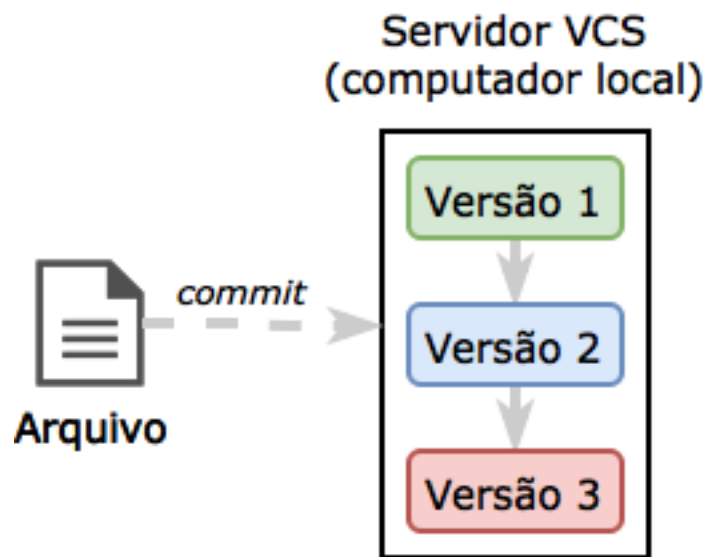 Servidor VCS
(computador local)
Versão 1
commit
Versão 2
Arquivo
Versão 3